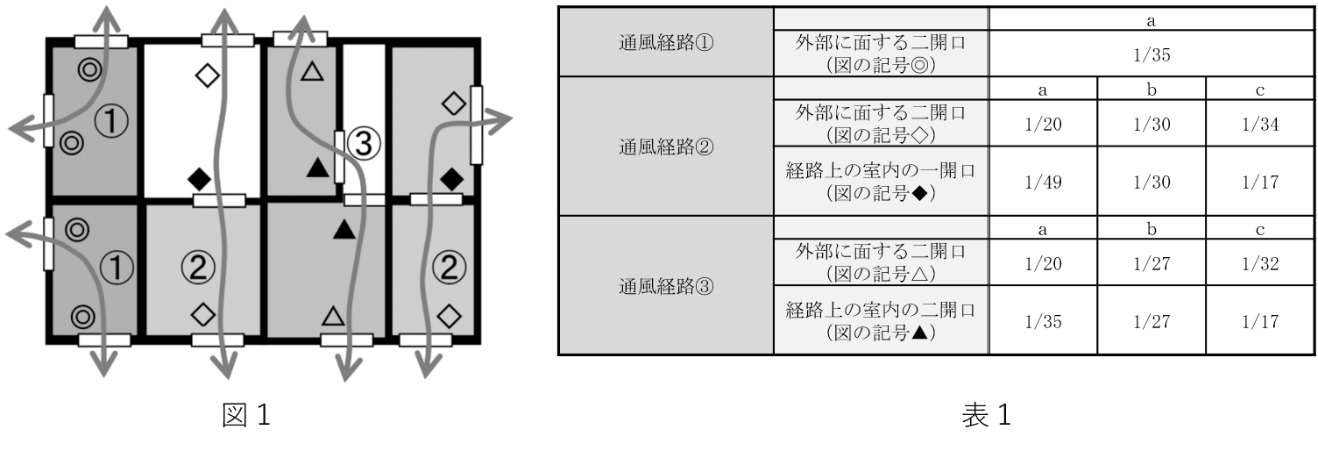 ◎
◎
①
◎
①
◎
◇
◆
②
◇
△
▲
③
▲
△
◇
◆
②
◇
図1
通風経路①
a
外部に面する二開口
(図の記号◎)
1/35
通風経路②
a b c
外部に面する二開口
(図の記号◇)
1/20 1/30 1/34
経路上の室内の一開口
(図の記号◆)
1/49 1/30 1/17
通風経路③
a b c
外部に面する二開口
(図の記号△)
1/20 1/27 1/32
経路上の室内の二開口
(図の記号▲)
1/35 1/27 1/17
表1